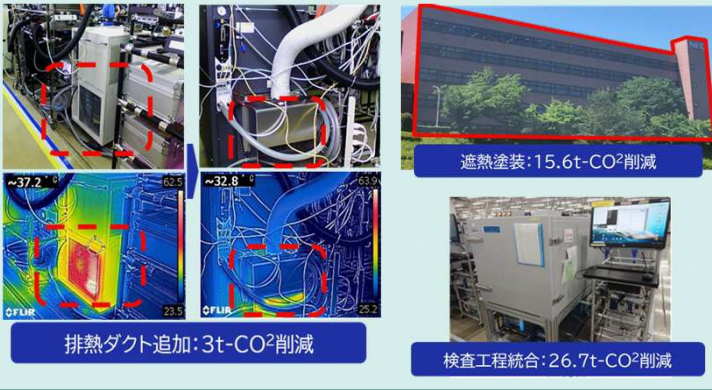 NEC
遮熱塗装:15.6t-CO²削減
~37.2 °C
62.5
~32.8 °C
63.9
23.5
25.2
FLIR
FLIR
排熱ダクト追加:3t-CO²削減
検査工程統合:26.7t-CO²削減